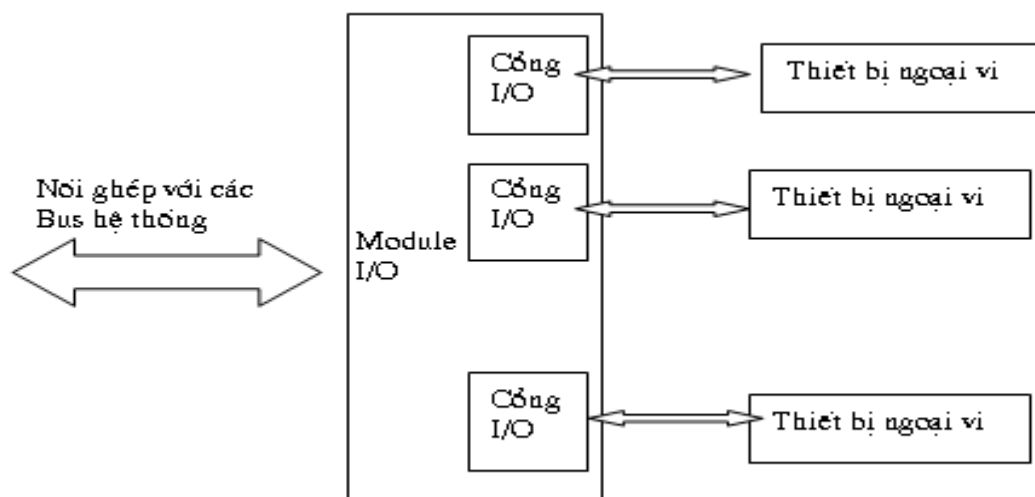 Cổng
I/O
Thiết bị ngoại vi
Cổng
I/O
Thiết bị ngoại vi
Nối ghép với các
Bus hệ thống
Module
I/O
Cổng
I/O
Thiết bị ngoại vi